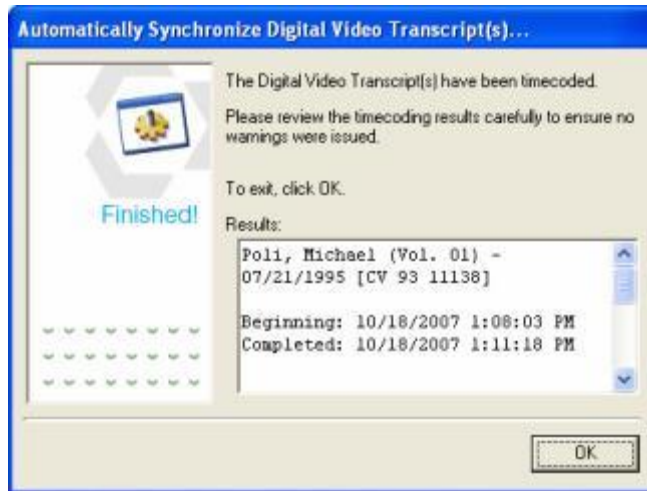 Automatically Synchronize Digital Video Transcript(s)...
The Digital Video Transcript(s) have been timecoded.
Please review the timecoding results carefully to ensure no
warnings were issued.
To exit, click OK.
Finished!
Results:
Poli, Michael (Vol. 01) -
07/21/1995 [CV 93 11138]
Beginning: 10/18/2007 1:08:03 PM
Completed: 10/18/2007 1:11:18 PM
OK